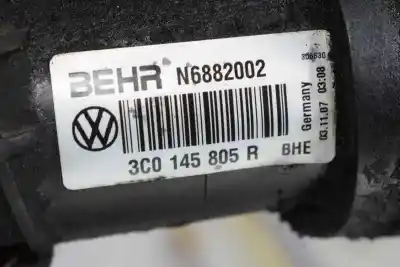 BEHR N6882002
3C0 145 805 R BHE
Germany
03.11.07 03:08